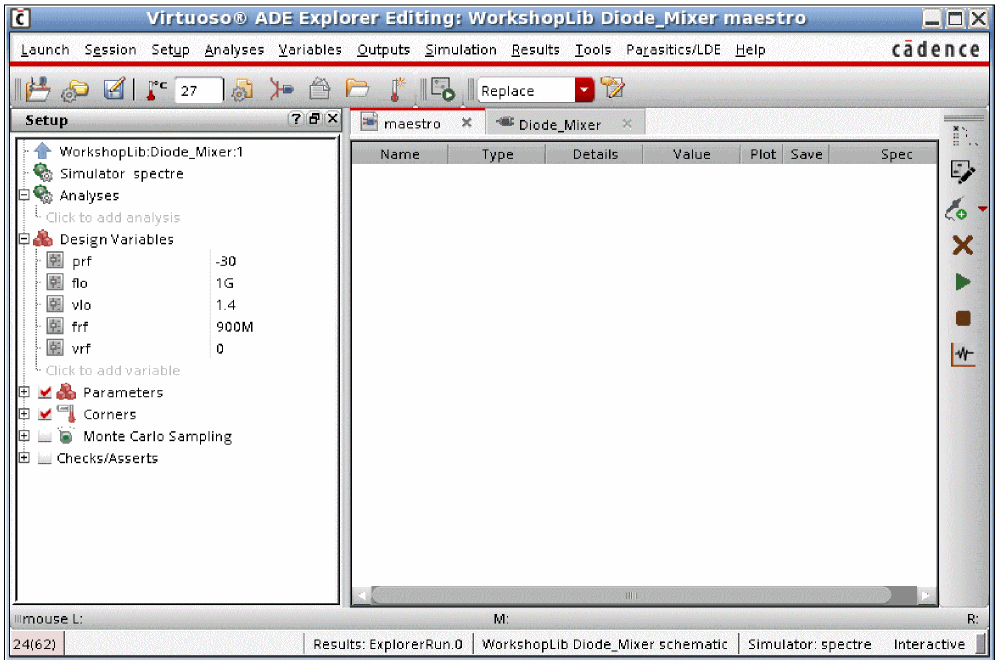 Virtuoso® ADE Explorer Editing: WorkshopLib Diode_Mixer maestro
Launch Session Setup Analyses Variables Outputs Simulation Results Tools Parasitics/LDE Help cādence
°C 27 Replace
Setup
maestro Diode_Mixer
Name Type Details Value Plot Save Spec
WorkshopLib:Diode_Mixer:1
Simulator spectre
Analyses
Click to add analysis
Design Variables
prf -30
flo 1G
vlo 1.4
frf 900M
vrf 0
Click to add variable
Parameters
Corners
Monte Carlo Sampling
Checks/Asserts
mouse L: M: R:
24(62) Results: ExplorerRun.0 WorkshopLib Diode_Mixer schematic Simulator: spectre Interactive